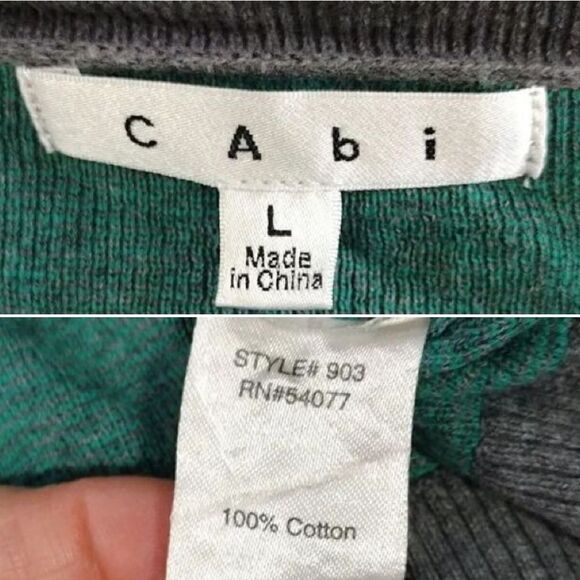 CAbi
L
Made
in China
STYLE# 903
RN#54077
100% Cotton